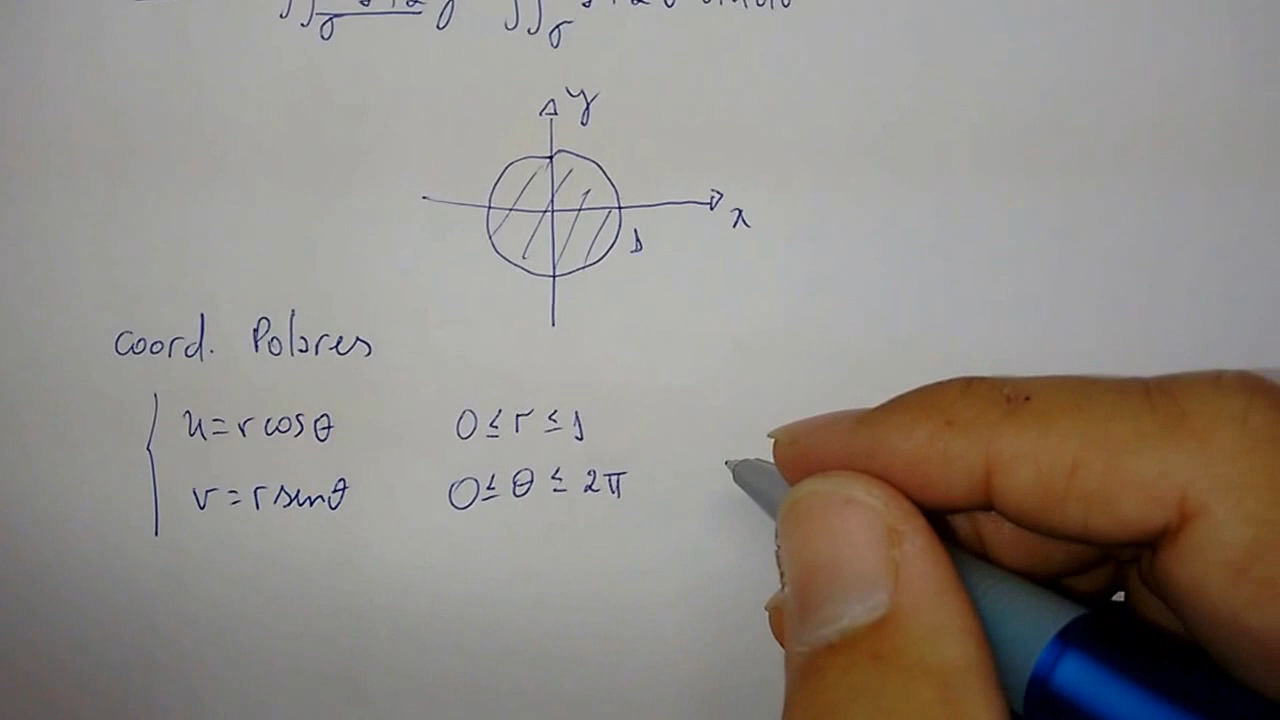 y
x
1
Coord. Polares
u = r cos θ 0 ≤ r ≤ 1
v = r sen θ 0 ≤ θ ≤ 2π